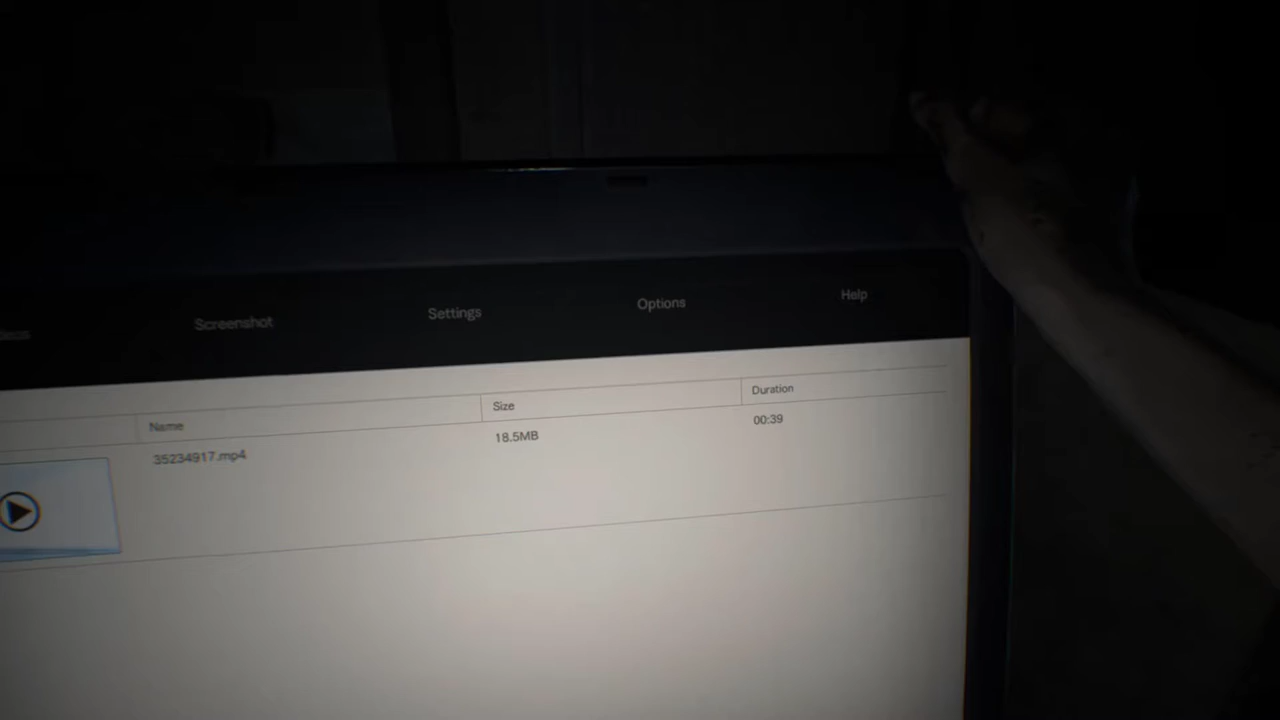 Screenshot
Settings
Options
Help
Name
Size
Duration
35234917.mp4
18.5MB
00:39